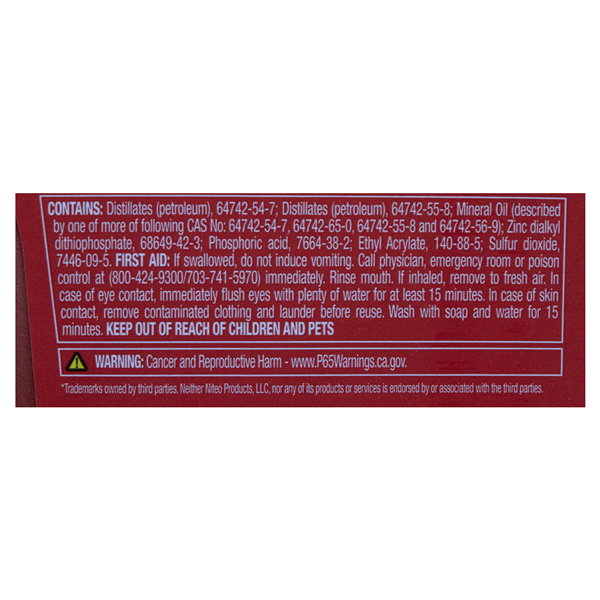 CONTAINS: Distillates (petroleum), 64742-54-7; Distillates (petroleum), 64742-55-8; Mineral Oil (described
by one of more of following CAS No: 64742-54-7, 64742-65-0, 64742-55-8 and 64742-56-9); Zinc dialkyl
dithiophosphate, 68649-42-3; Phosphoric acid, 7664-38-2; Ethyl Acrylate, 140-88-5; Sulfur dioxide,
7446-09-5. FIRST AID: If swallowed, do not induce vomiting. Call physician, emergency room or poison
control at (800-424-9300/703-741-5970) immediately. Rinse mouth. If inhaled, remove to fresh air. In
case of eye contact, immediately flush eyes with plenty of water for at least 15 minutes. In case of skin
contact, remove contaminated clothing and launder before reuse. Wash with soap and water for 15
minutes. KEEP OUT OF REACH OF CHILDREN AND PETS
WARNING: Cancer and Reproductive Harm - www.P65Warnings.ca.gov.
*Trademarks owned by third parties. Neither Niteo Products, LLC, nor any of its products or services is endorsed by or associated with the third parties.